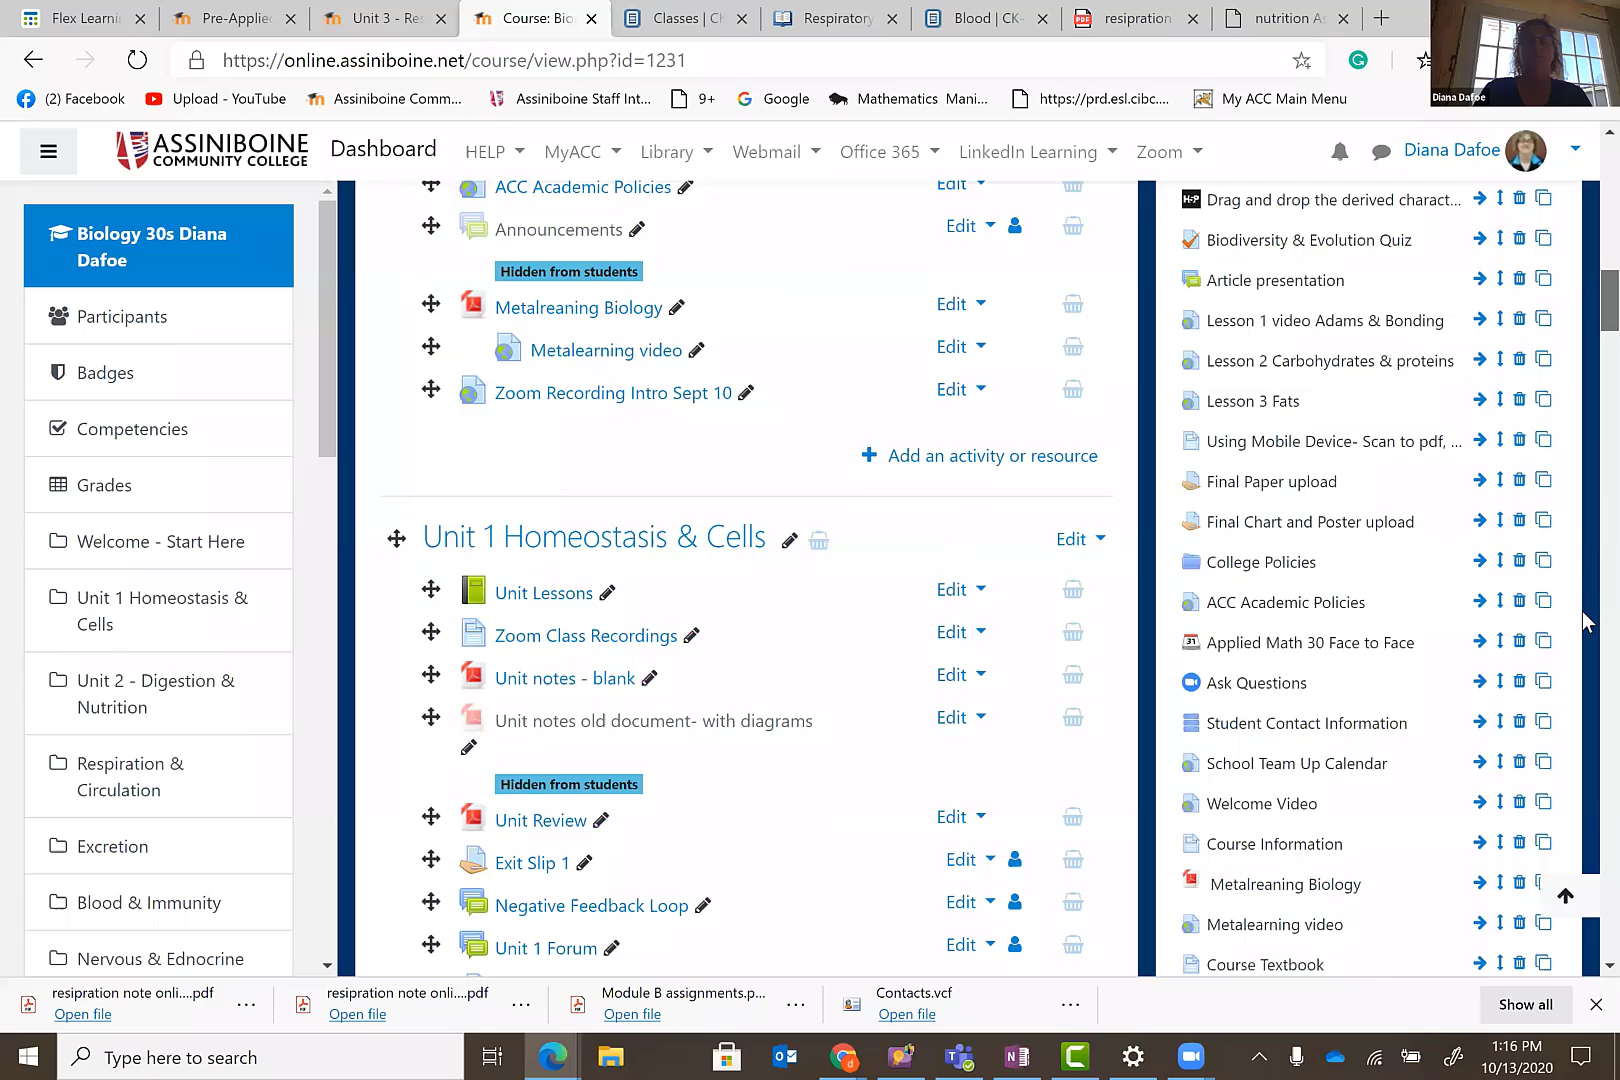 Flex Learni
Pre-Applie
Unit 3 - Res
Course: Bio
Classes | C
Respiratory
Blood | CK-
resipration
nutrition As
https://online.assiniboine.net/course/view.php?id=1231
Diana Dafoe
(2) Facebook
Upload - YouTube
Assiniboine Comm...
Assiniboine Staff Int...
9+
Google
Mathematics Mani...
https://prd.esl.cibc....
My ACC Main Menu
ASSINIBOINE
COMMUNITY COLLEGE
Dashboard
HELP
MyACC
Library
Webmail
Office 365
LinkedIn Learning
Zoom
Diana Dafoe
Biology 30s Diana
Dafoe
Participants
Badges
Competencies
Grades
Welcome - Start Here
Unit 1 Homeostasis &
Cells
Unit 2 - Digestion &
Nutrition
Respiration &
Circulation
Excretion
Blood & Immunity
Nervous & Ednocrine
ACC Academic Policies
Edit
Announcements
Edit
Hidden from students
Metalreaning Biology
Edit
Metalearning video
Edit
Zoom Recording Intro Sept 10
Edit
Add an activity or resource
Unit 1 Homeostasis & Cells
Edit
Unit Lessons
Edit
Zoom Class Recordings
Edit
Unit notes - blank
Edit
Unit notes old document- with diagrams
Edit
Hidden from students
Unit Review
Edit
Exit Slip 1
Edit
Negative Feedback Loop
Edit
Unit 1 Forum
Edit
H-P
Drag and drop the derived charact...
Biodiversity & Evolution Quiz
Article presentation
Lesson 1 video Adams & Bonding
Lesson 2 Carbohydrates & proteins
Lesson 3 Fats
Using Mobile Device- Scan to pdf, ...
Final Paper upload
Final Chart and Poster upload
College Policies
ACC Academic Policies
31
Applied Math 30 Face to Face
Ask Questions
Student Contact Information
School Team Up Calendar
Welcome Video
Course Information
Metalreaning Biology
Metalearning video
Course Textbook
resipration note onli....pdf
Open file
resipration note onli....pdf
Open file
Module B assignments.p...
Open file
Contacts.vcf
Open file
Show all
Type here to search
1:16 PM
10/13/2020